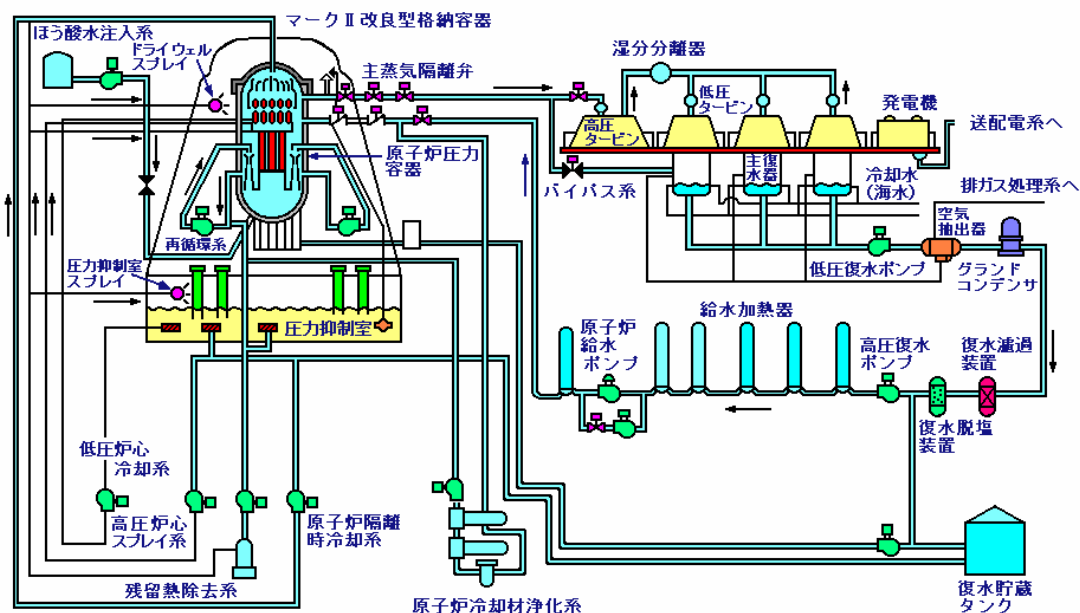 マークⅡ改良型格納容器
ほう酸水注入系
ドライウェル
スプレイ
主蒸気隔離弁
湿分分離器
低圧
タービン
発電機
高圧
タービン
送配電系へ
原子炉圧力
容器
バイパス系
主復
水器
冷却水
(海水)
排ガス処理系へ
空気
抽出器
再循環系
低圧復水ポンプ
グランド
コンデンサ
圧力抑制室
スプレイ
圧力抑制室
給水加熱器
原子炉
給水
ポンプ
高圧復水
ポンプ
復水濾過
装置
復水脱塩
装置
低圧炉心
冷却系
高圧炉心
スプレイ系
原子炉隔離
時冷却系
残留熱除去系
原子炉冷却材浄化系
復水貯蔵
タンク